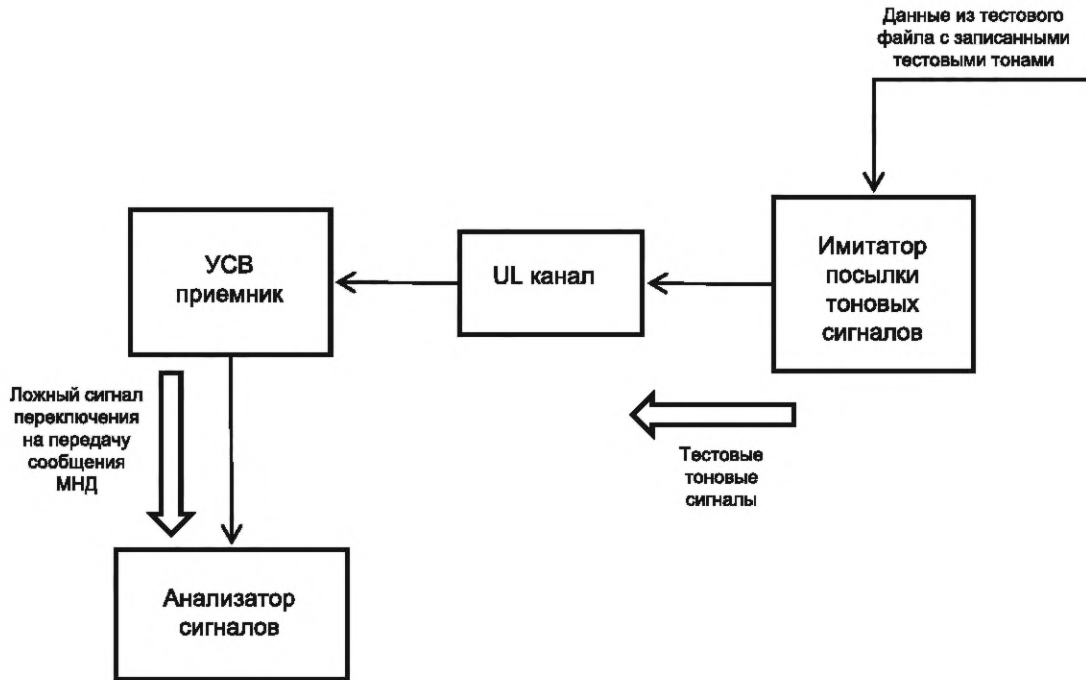 Данные из тестового
файла с записанными
тестовыми тонами
УСВ
приемник
UL канал
Имитатор
посылки
тоновых
сигналов
Ложный сигнал
переключения
на передачу
сообщения
МНД
Тестовые
тоновые
сигналы
Анализатор
сигналов